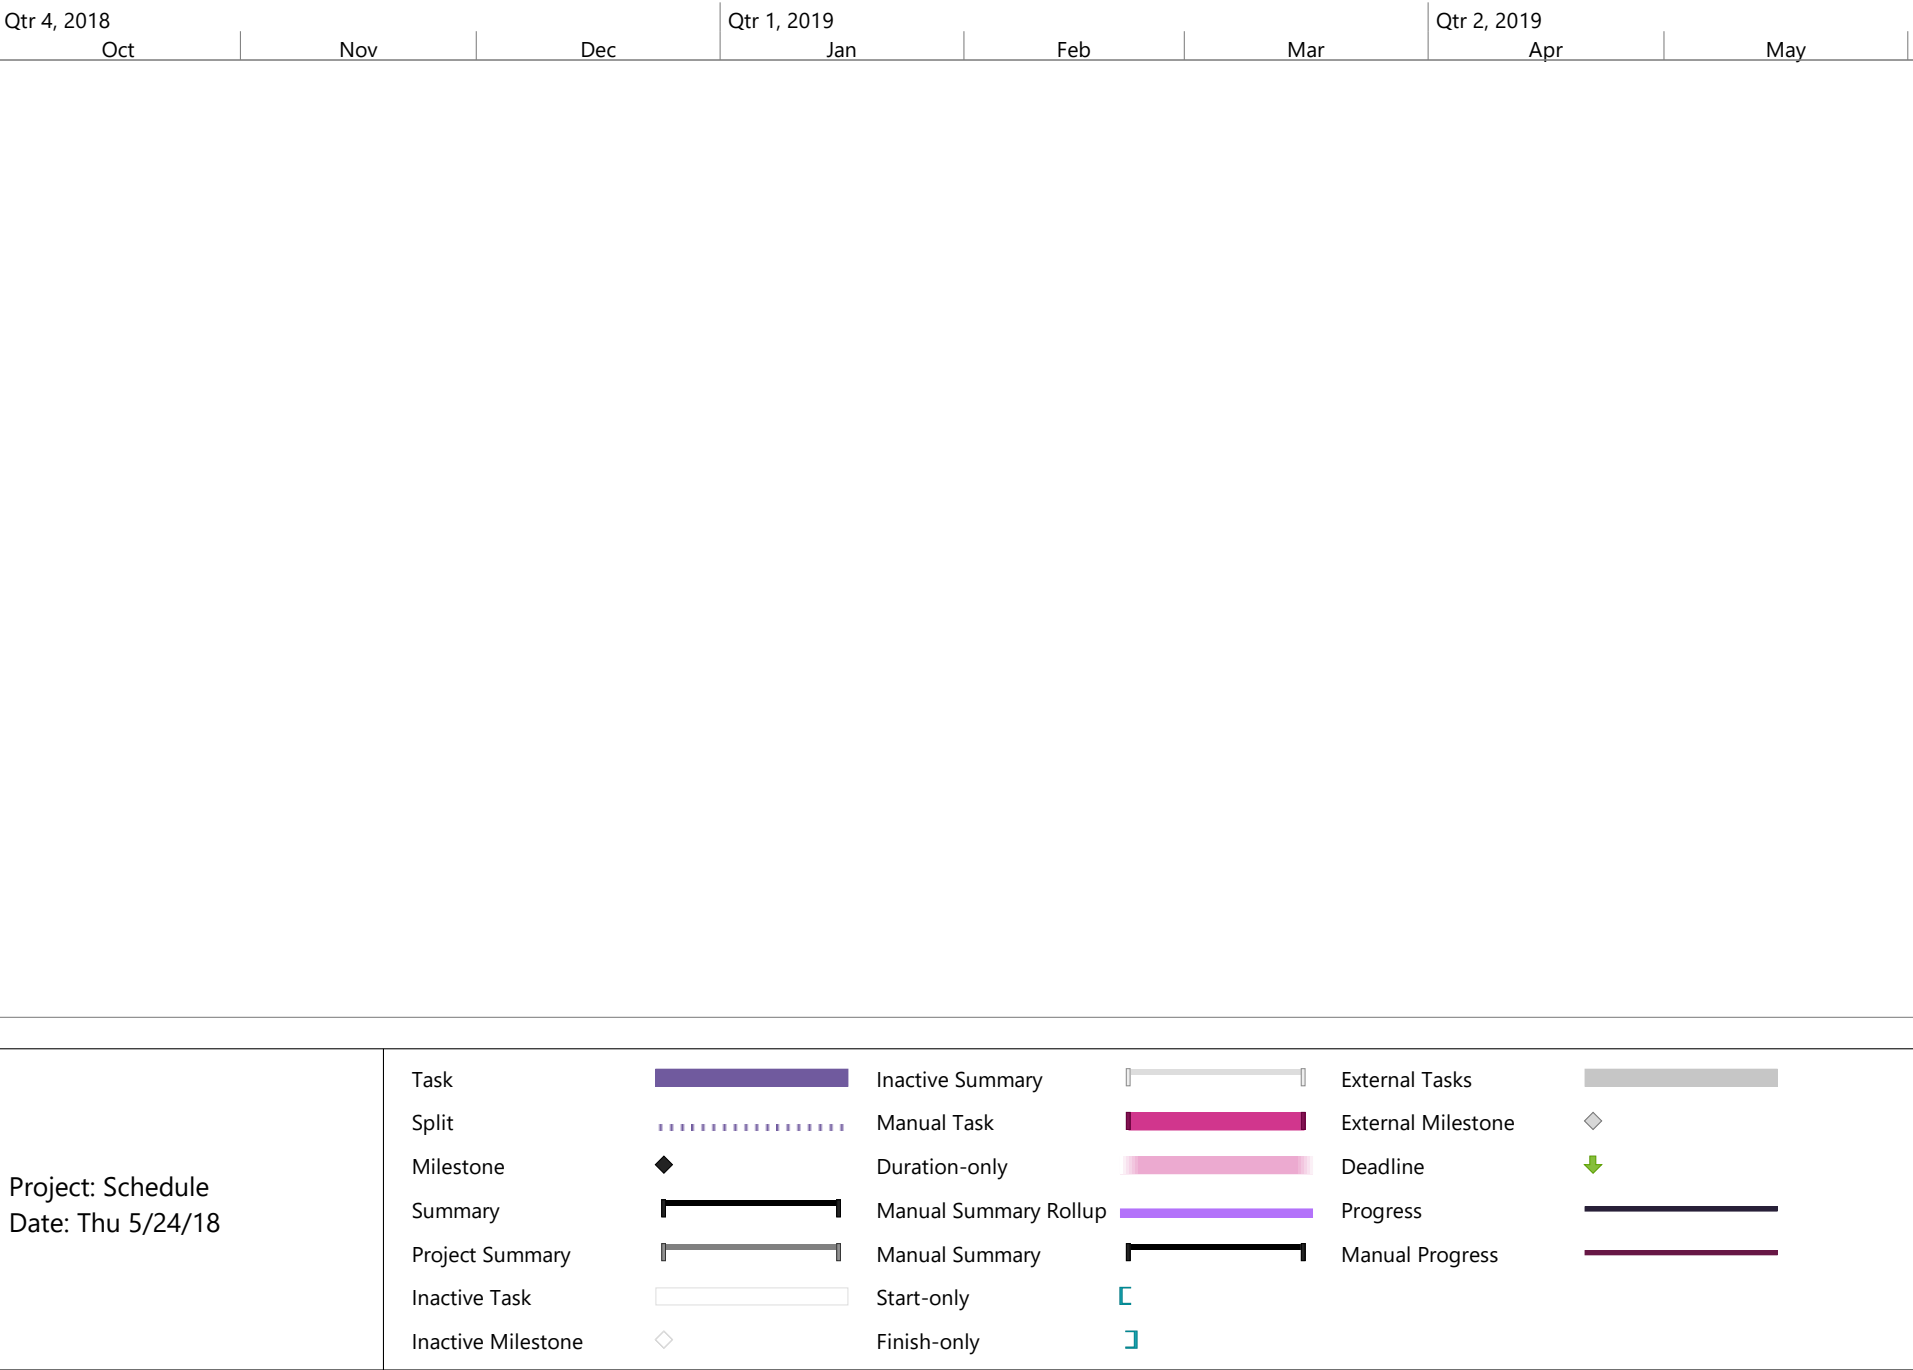 Qtr 4, 2018 Qtr 1, 2019 Qtr 2, 2019
Oct Nov Dec Jan Feb Mar Apr May
Task Inactive Summary External Tasks
Split Manual Task External Milestone
Milestone Duration-only Deadline
Project: Schedule
Date: Thu 5/24/18
Summary Manual Summary Rollup Progress
Project Summary Manual Summary Manual Progress
Inactive Task Start-only
Inactive Milestone Finish-only